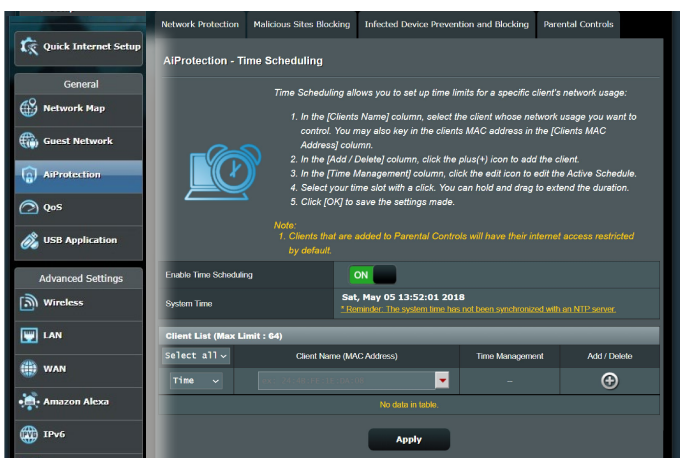 Network Protection
Malicious Sites Blocking
Infected Device Prevention and Blocking
Parental Controls
Quick Internet Setup
General
Network Map
Guest Network
AiProtection
QoS
USB Application
Advanced Settings
Wireless
LAN
WAN
Amazon Alexa
IPv6
AiProtection - Time Scheduling
Time Scheduling allows you to set up time limits for a specific client's network usage:
1. In the [Clients Name] column, select the client whose network usage you want to
control. You may also key in the clients MAC address in the [Clients MAC
Address] column.
2. In the [Add / Delete] column, click the plus(+) icon to add the client.
3. In the [Time Management] column, click the edit icon to edit the Active Schedule.
4. Select your time slot with a click. You can hold and drag to extend the duration.
5. Click [OK] to save the settings made.
Note:
1. Clients that are added to Parental Controls will have their internet access restricted
by default.
Enable Time Scheduling
ON
System Time
Sat, May 05 13:52:01 2018
* Reminder: The system time has not been synchronized with an NTP server.
Client List (Max Limit : 64)
Select all
Client Name (MAC Address)
Time Management
Add / Delete
Time
–
No data in table.
Apply